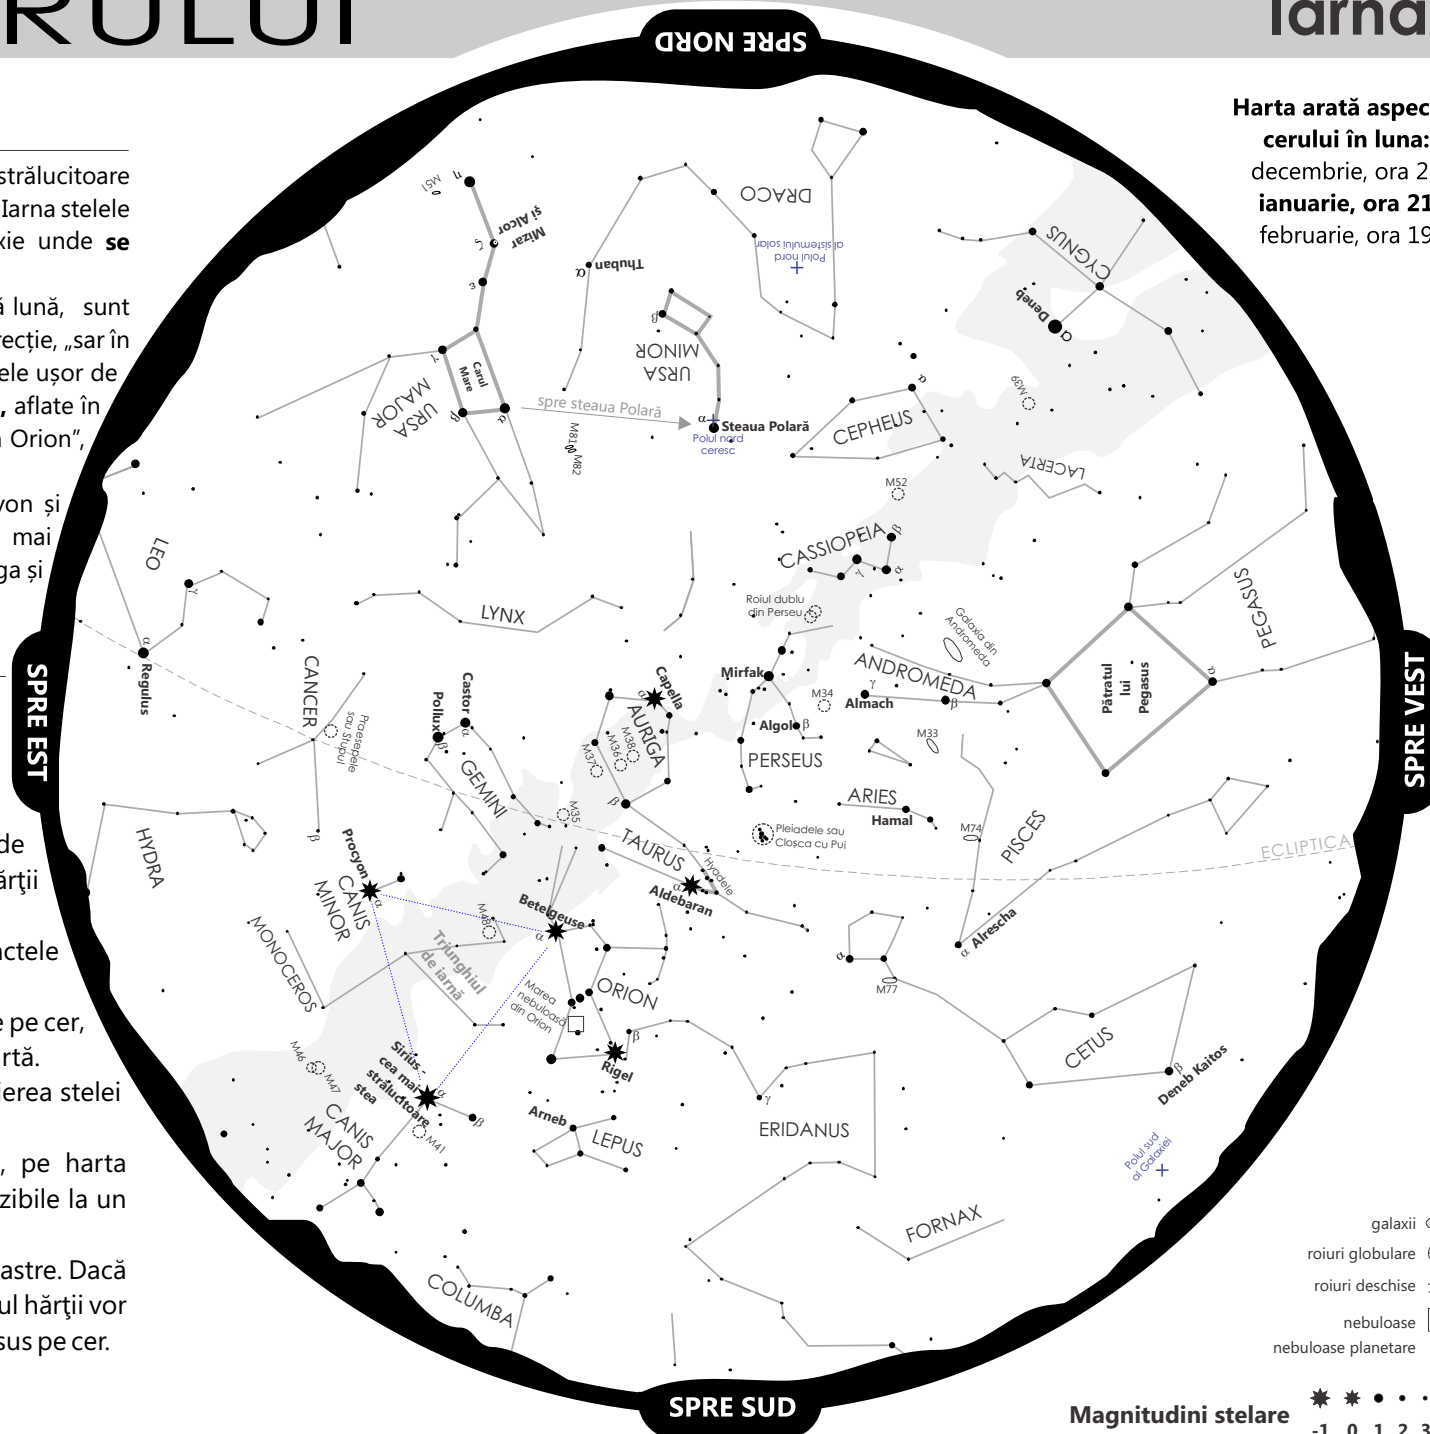 RULUI
Iarna
SPRE NORD
Harta arată aspec
cerului în luna:
decembrie, ora 2
ianuarie, ora 21
februarie, ora 19
strălucitoare
Iarna stelele
xie unde se
ă lună, sunt
recție, „sar în
ele ușor de
, aflate în
n Orion”,
yon și
mai
ga și
SPRE EST
de
ărții
actele
e pe cer,
artă.
ierea stelei
, pe harta
zibile la un
astre. Dacă
ul hărții vor
sus pe cer.
M51
η
Mizar
și Alcor
ζ
ε
γ
Carul
Mare
β
α
URSA
MAJOR
α Thuban
DRACO
Polul nord
al sistemului solar
β
URSA
MINOR
spre steaua Polară
α
Steaua Polară
Polul nord
ceresc
M81
M82
CYGNUS
Deneb
α
M39
α
CEPHEUS
LACERTA
M52
CASSIOPEIA
β
γ
α
Roiul dublu
din Perseu
LEO
γ
α
Regulus
LYNX
CANCER
Praesepele
sau Stupul
β
Castor
α
Pollux
β
GEMINI
Capella
α
AURIGA
M38
M36
M37
β
M35
Mirfak
M34
Algol
β
PERSEUS
Galaxia din
Andromeda
ANDROMEDA
γ
Almach
β
M33
PEGASUS
Pătratul
lui
Pegasus
α
SPRE VEST
ARIES
Hamal
M74
PISCES
ECLIPTICA
α
Alrescha
Pleiadele sau
Cloșca cu Pui
TAURUS
Hyadele
α
Aldebaran
HYDRA
Procyon
α
CANIS
MINOR
MONOCEROS
M48
Triunghiul
de iarnă
Betelgeuse
α
ORION
Marea
nebuloasă
din Orion
β
Rigel
α
M77
CETUS
β
Deneb Kaitos
M46
M47
Sirius -
cea mai
strălucitoare
stea
α
β
M41
CANIS
MAJOR
Arneb
LEPUS
γ
ERIDANUS
Polul sud
al Galaxiei
FORNAX
COLUMBA
SPRE SUD
galaxii
roiuri globulare
roiuri deschise
nebuloase
nebuloase planetare
Magnitudini stelare
-1 0 1 2 3